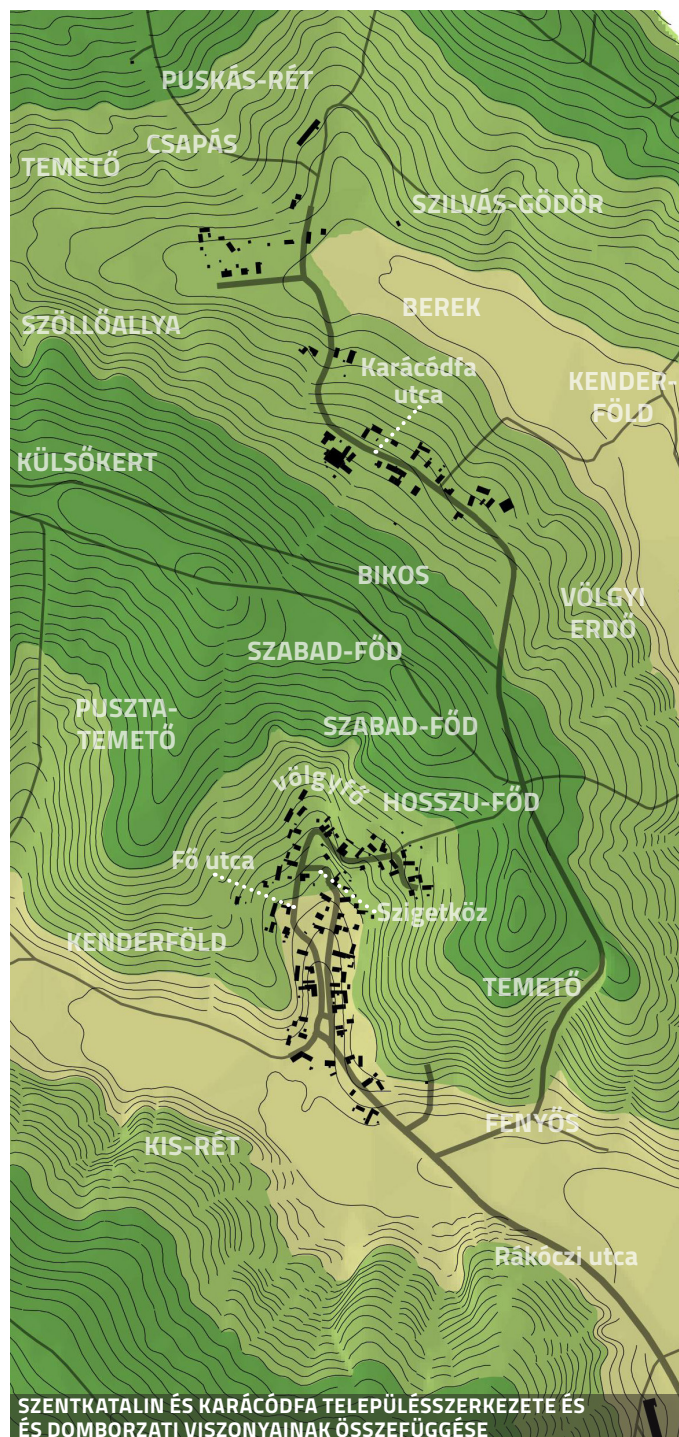 PUSKÁS-RÉT
CSAPÁS
TEMETŐ
SZILVÁS-GÖDÖR
BEREK
SZÖLLŐALLYA
Karácódfa
utca
KENDER-
FÖLD
KÜLSŐKERT
BIKOS
VÖLGYI
ERDŐ
SZABAD-FŐD
PUSZTA-
TEMETŐ
SZABAD-FŐD
völgyfő
HOSSZU-FŐD
Fő utca
Szigetköz
KENDERFÖLD
TEMETŐ
FENYŐS
KIS-RÉT
Rákóczi utca
SZENTKATALIN ÉS KARÁCÓDFA TELEPÜLÉSSZERKEZETE ÉS
ÉS DOMBORZATI VISZONYAINAK ÖSSZEFÜGGÉSE